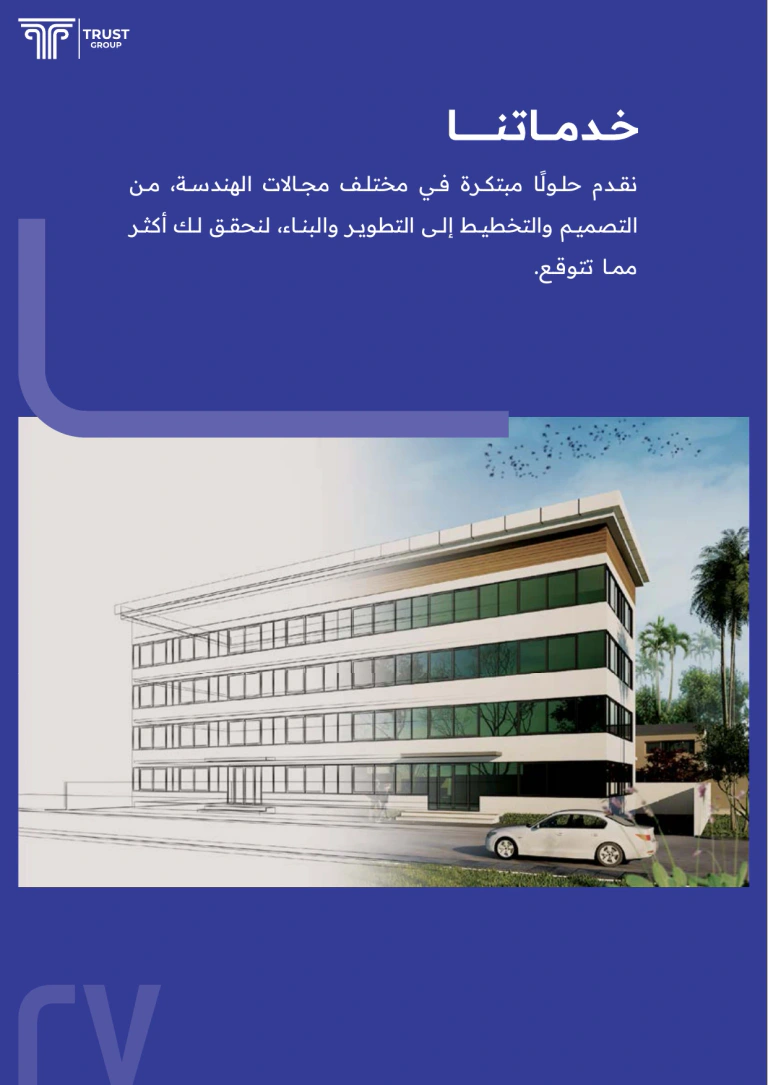 TRUST
GROUP
خدماتنا
نقدم حلولًا مبتكرة في مختلف مجالات الهندسة، من
التصميم والتخطيط إلى التطوير والبناء، لنحقق لك أكثر
مما تتوقع.